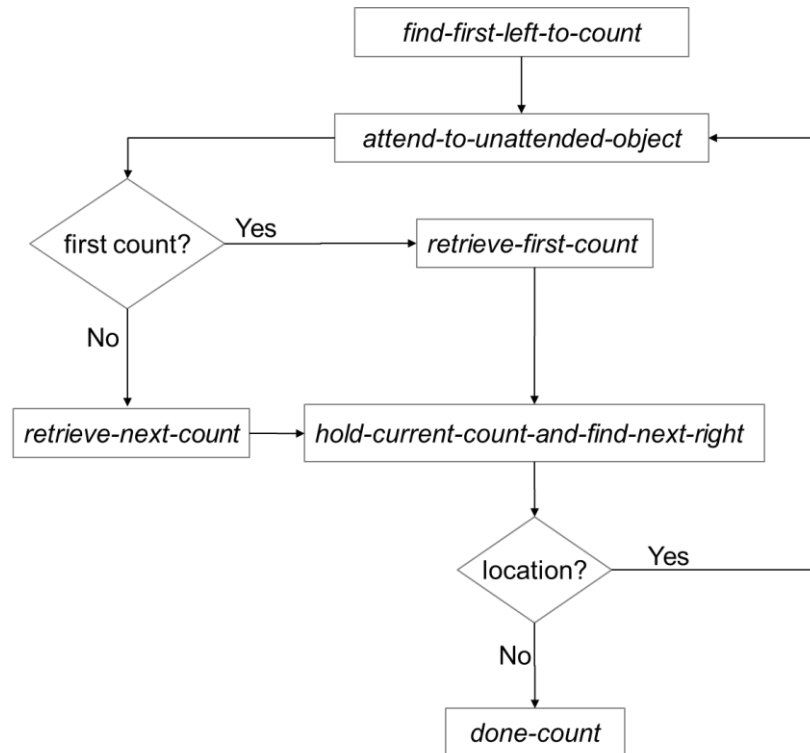 find-first-left-to-count
attend-to-unattended-object
first count?
Yes
retrieve-first-count
No
retrieve-next-count
hold-current-count-and-find-next-right
location?
Yes
No
done-count